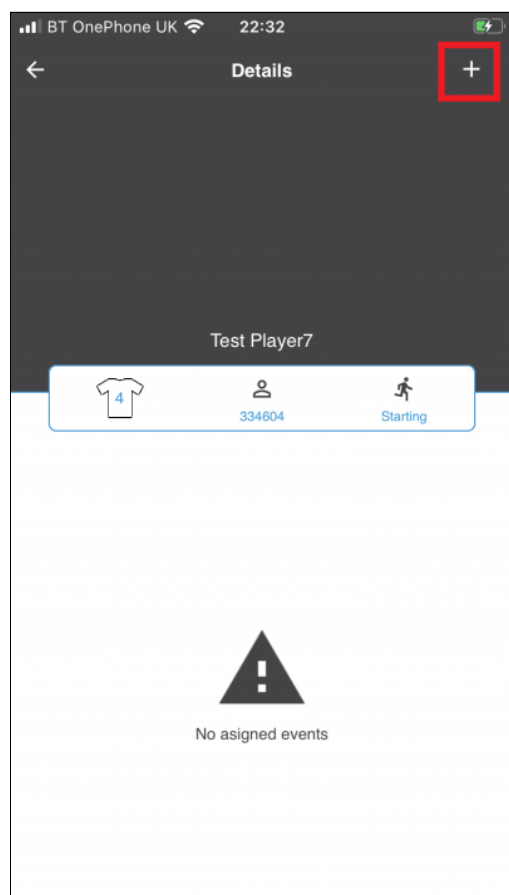 BT OnePhone UK 22:32
Details
Test Player7
4
334604 Starting
No asigned events